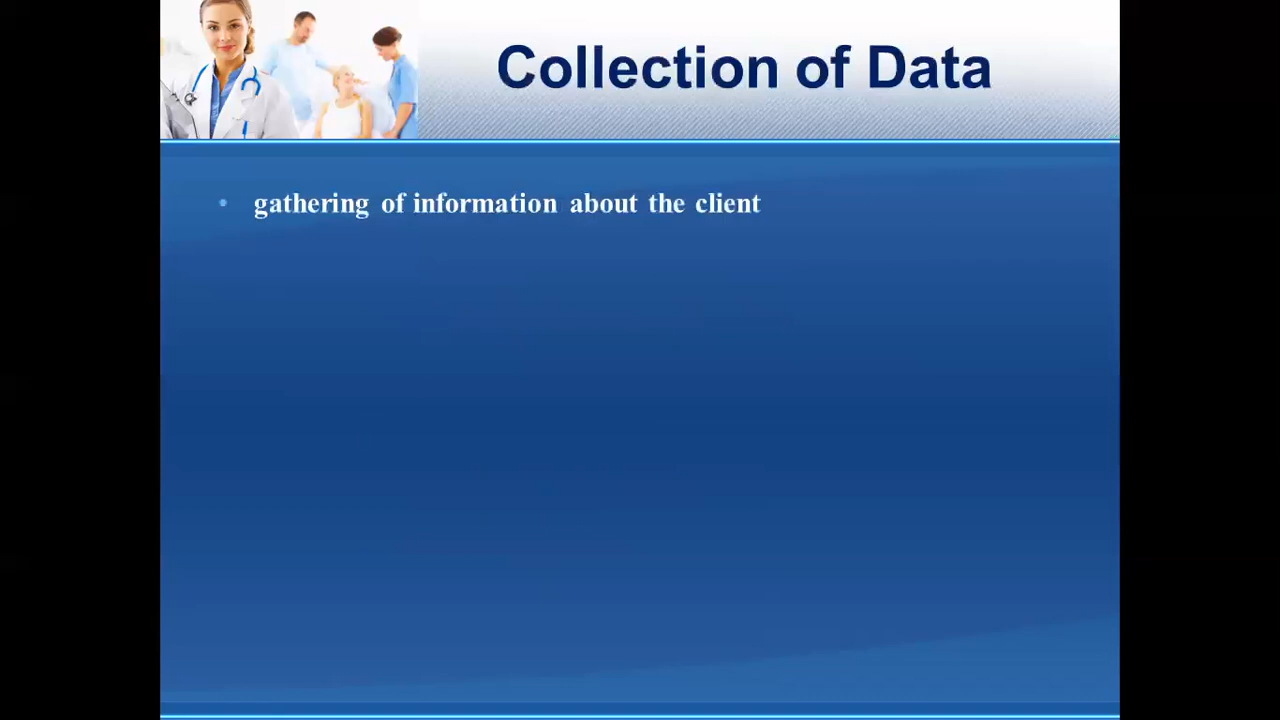 Collection of Data
• gathering of information about the client